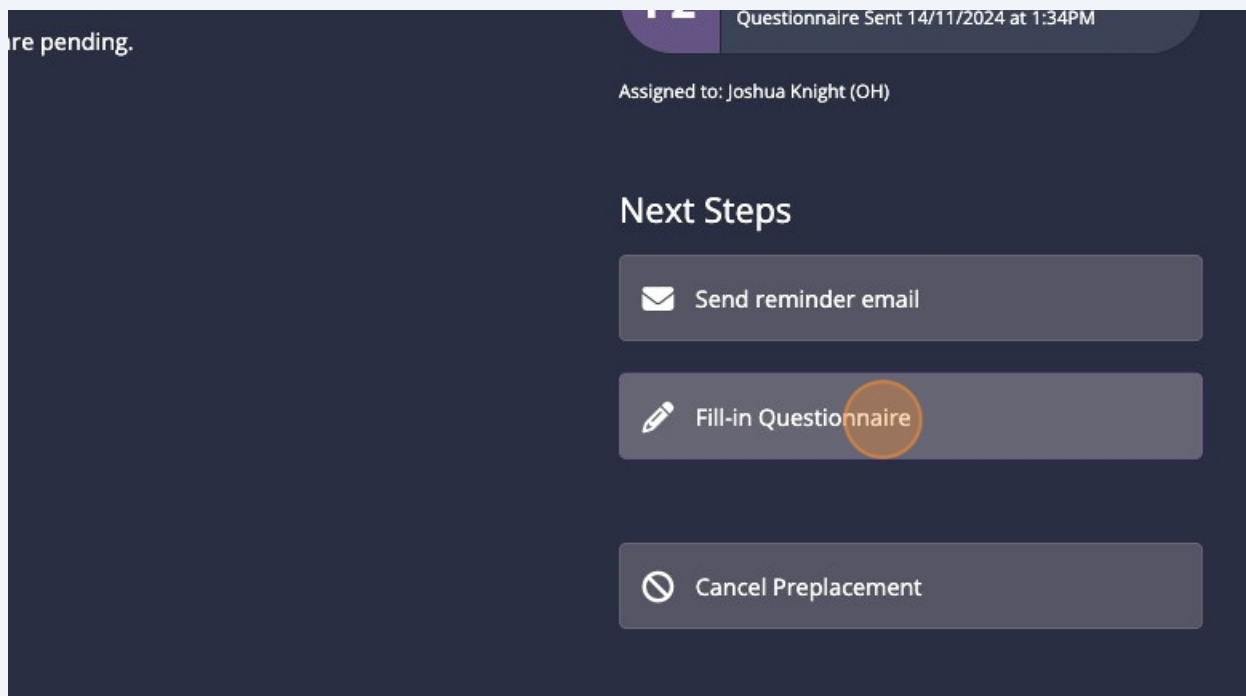 Questionnaire Sent 14/11/2024 at 1:34PM
are pending.
Assigned to: Joshua Knight (OH)
Next Steps
Send reminder email
Fill-in Questionnaire
Cancel Preplacement